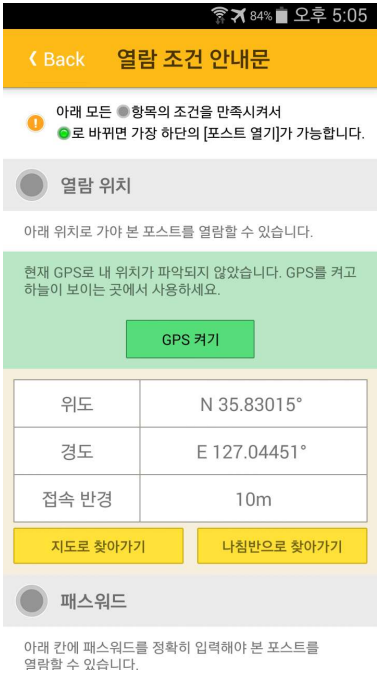 84% 오후 5:05
Back 열람 조건 안내문
아래 모든 항목의 조건을 만족시켜서
로 바뀌면 가장 하단의 [포스트 열기]가 가능합니다.
열람 위치
아래 위치로 가야 본 포스트를 열람할 수 있습니다.
현재 GPS로 내 위치가 파악되지 않았습니다. GPS를 켜고
하늘이 보이는 곳에서 사용하세요.
GPS 켜기
위도 N 35.83015°
경도 E 127.04451°
접속 반경 10m
지도로 찾아가기 나침반으로 찾아가기
패스워드
아래 칸에 패스워드를 정확히 입력해야 본 포스트를
열람할 수 있습니다.